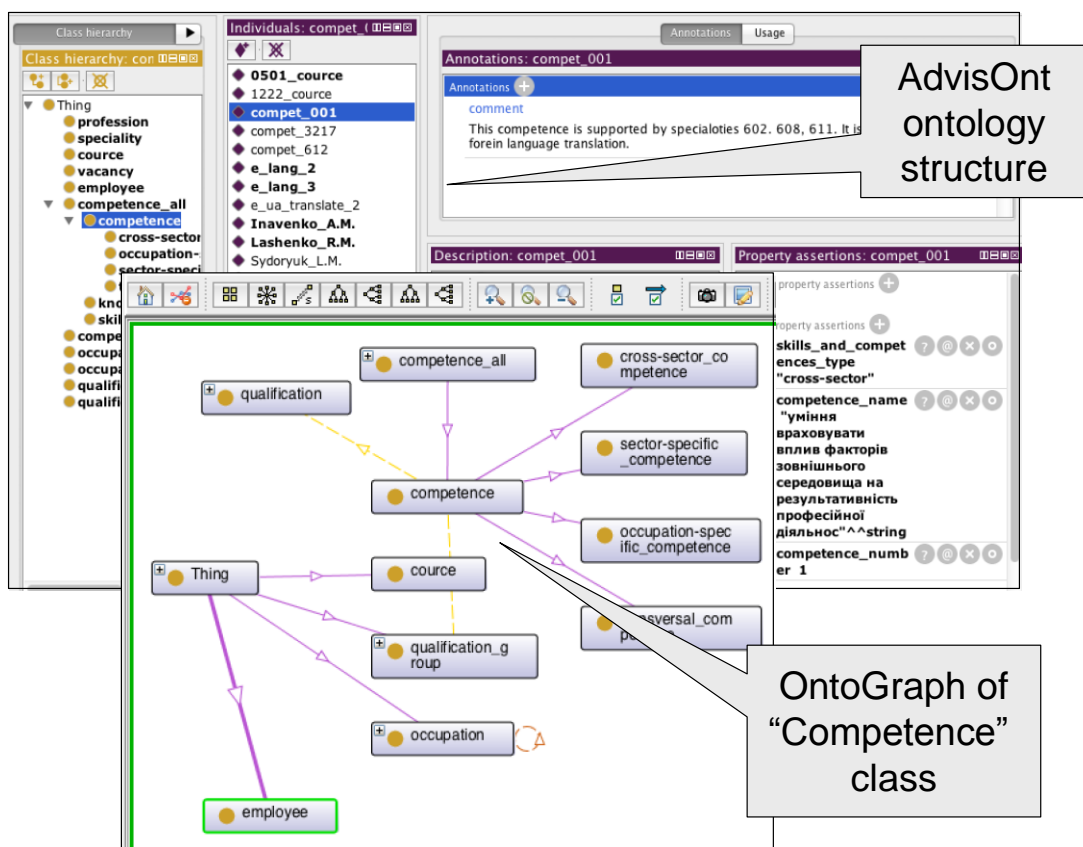 Class hierarchy
Class hierarchy: con
Thing
profession
speciality
cource
vacancy
employee
competence_all
competence
cross-sector
occupation-
sector-speci
kno
skil
compe
occupa
occupa
qualifi
qualifi
Individuals: compet_(
0501_cource
1222_cource
compet_001
compet_3217
compet_612
e_lang_2
e_lang_3
e_ua_translate_2
Inavenko_A.M.
Lashenko_R.M.
Sydoryuk_L.M.
Annotations Usage
Annotations: compet_001
Annotations
comment
This competence is supported by specialoties 602. 608, 611. It is
forein language translation.
AdvisOnt
ontology
structure
Description: compet_001
Property assertions: compet_001
property assertions
roperty assertions
skills_and_compet
ences_type
"cross-sector"
competence_name
"уміння
враховувати
вплив факторів
зовнішнього
середовища на
результативність
професійної
діяльнос"^^string
competence_numb
er 1
competence_all
qualification
cross-sector_co
mpetence
sector-specific
_competence
competence
occupation-spec
ific_competence
Thing
cource
nsversal_com
qualification_g
roup
occupation
employee
OntoGraph of
“Competence”
class